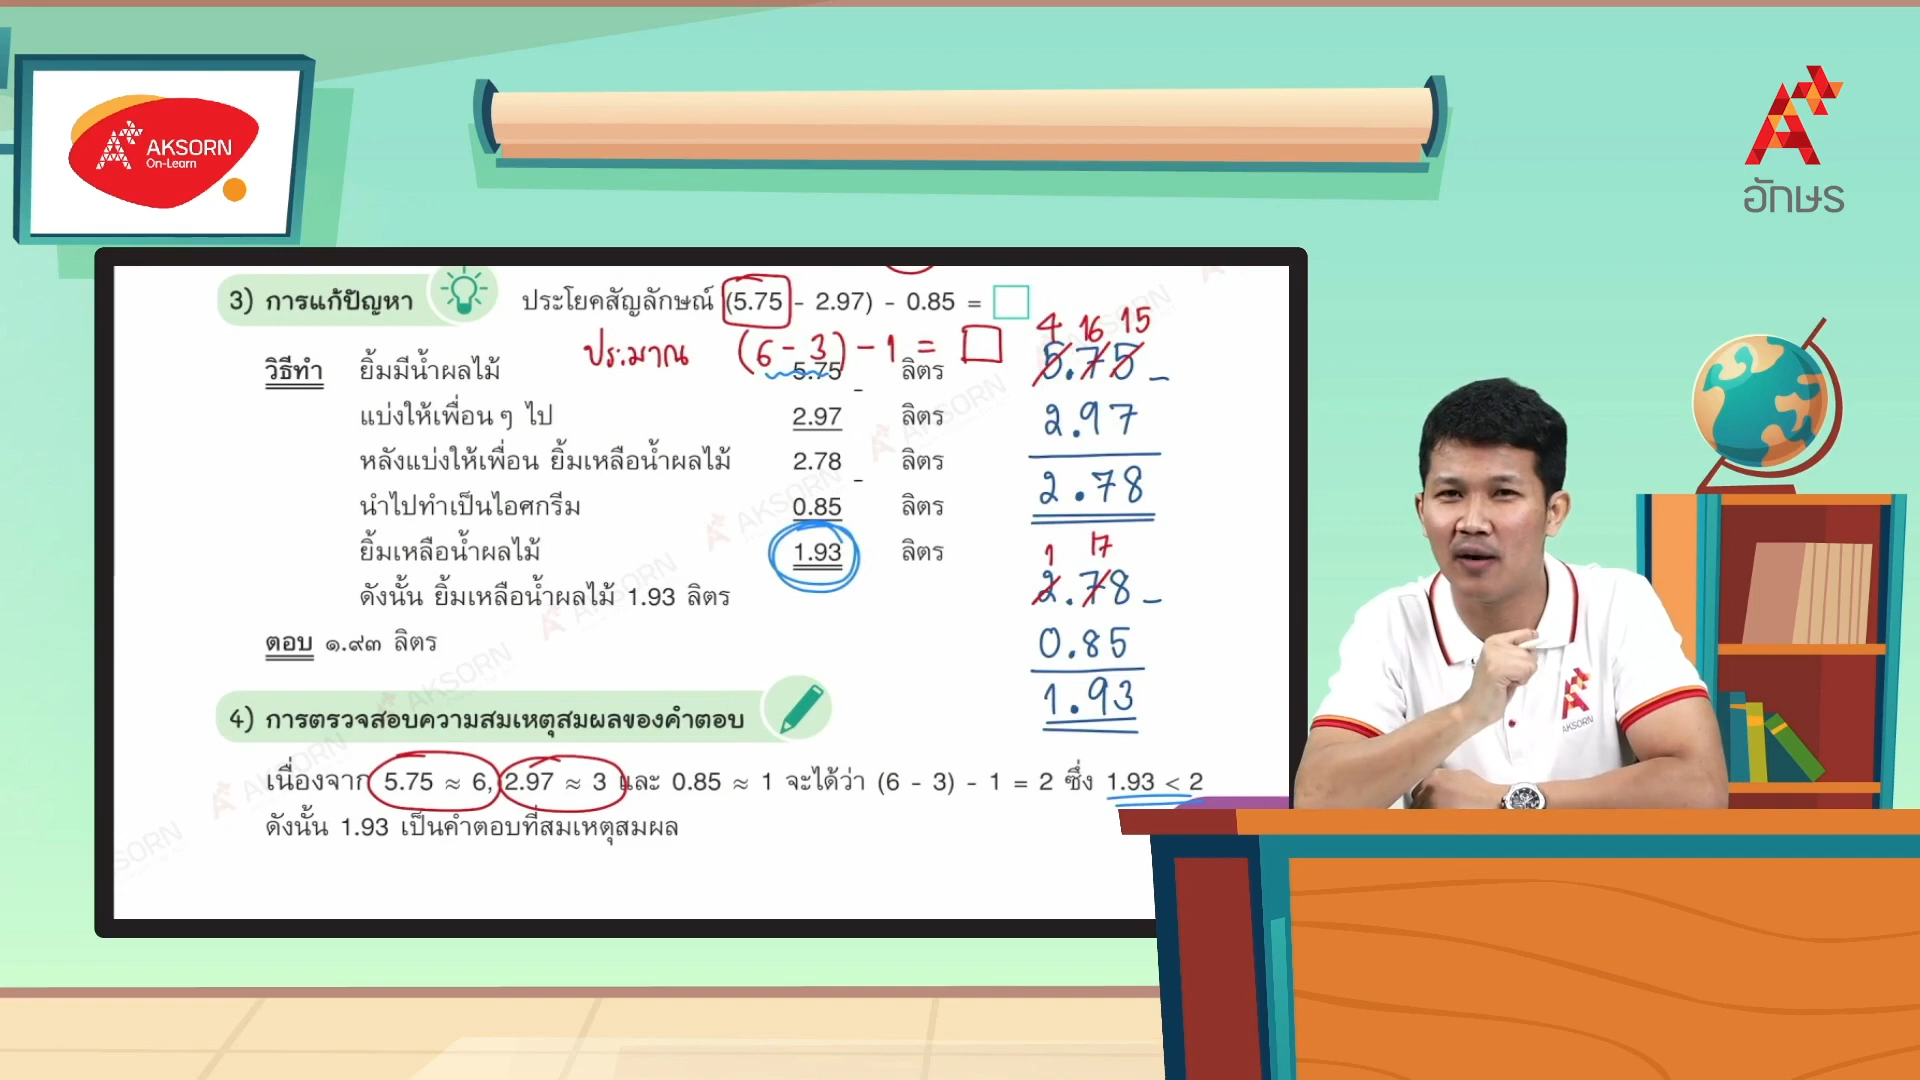 AKSORN
On-Learn
อักษร
3) การแก้ปัญหา ประโยคสัญลักษณ์ (5.75 - 2.97) - 0.85 =
ประมาณ (6 - 3) - 1 =
วิธีทำ ยิ้มมีน้ำผลไม้ 5.75 ลิตร
-
แบ่งให้เพื่อน ๆ ไป 2.97 ลิตร
หลังแบ่งให้เพื่อน ยิ้มเหลือน้ำผลไม้ 2.78 ลิตร
-
นำไปทำเป็นไอศกรีม 0.85 ลิตร
ยิ้มเหลือน้ำผลไม้ 1.93 ลิตร
ดังนั้น ยิ้มเหลือน้ำผลไม้ 1.93 ลิตร
ตอบ ๑.๙๓ ลิตร
4 16 15
5.75 -
2.97
2.78
1 17
2.78 -
0.85
1.93
4) การตรวจสอบความสมเหตุสมผลของคำตอบ
เนื่องจาก 5.75 ≈ 6, 2.97 ≈ 3 และ 0.85 ≈ 1 จะได้ว่า (6 - 3) - 1 = 2 ซึ่ง 1.93 < 2
ดังนั้น 1.93 เป็นคำตอบที่สมเหตุสมผล
AKSORN